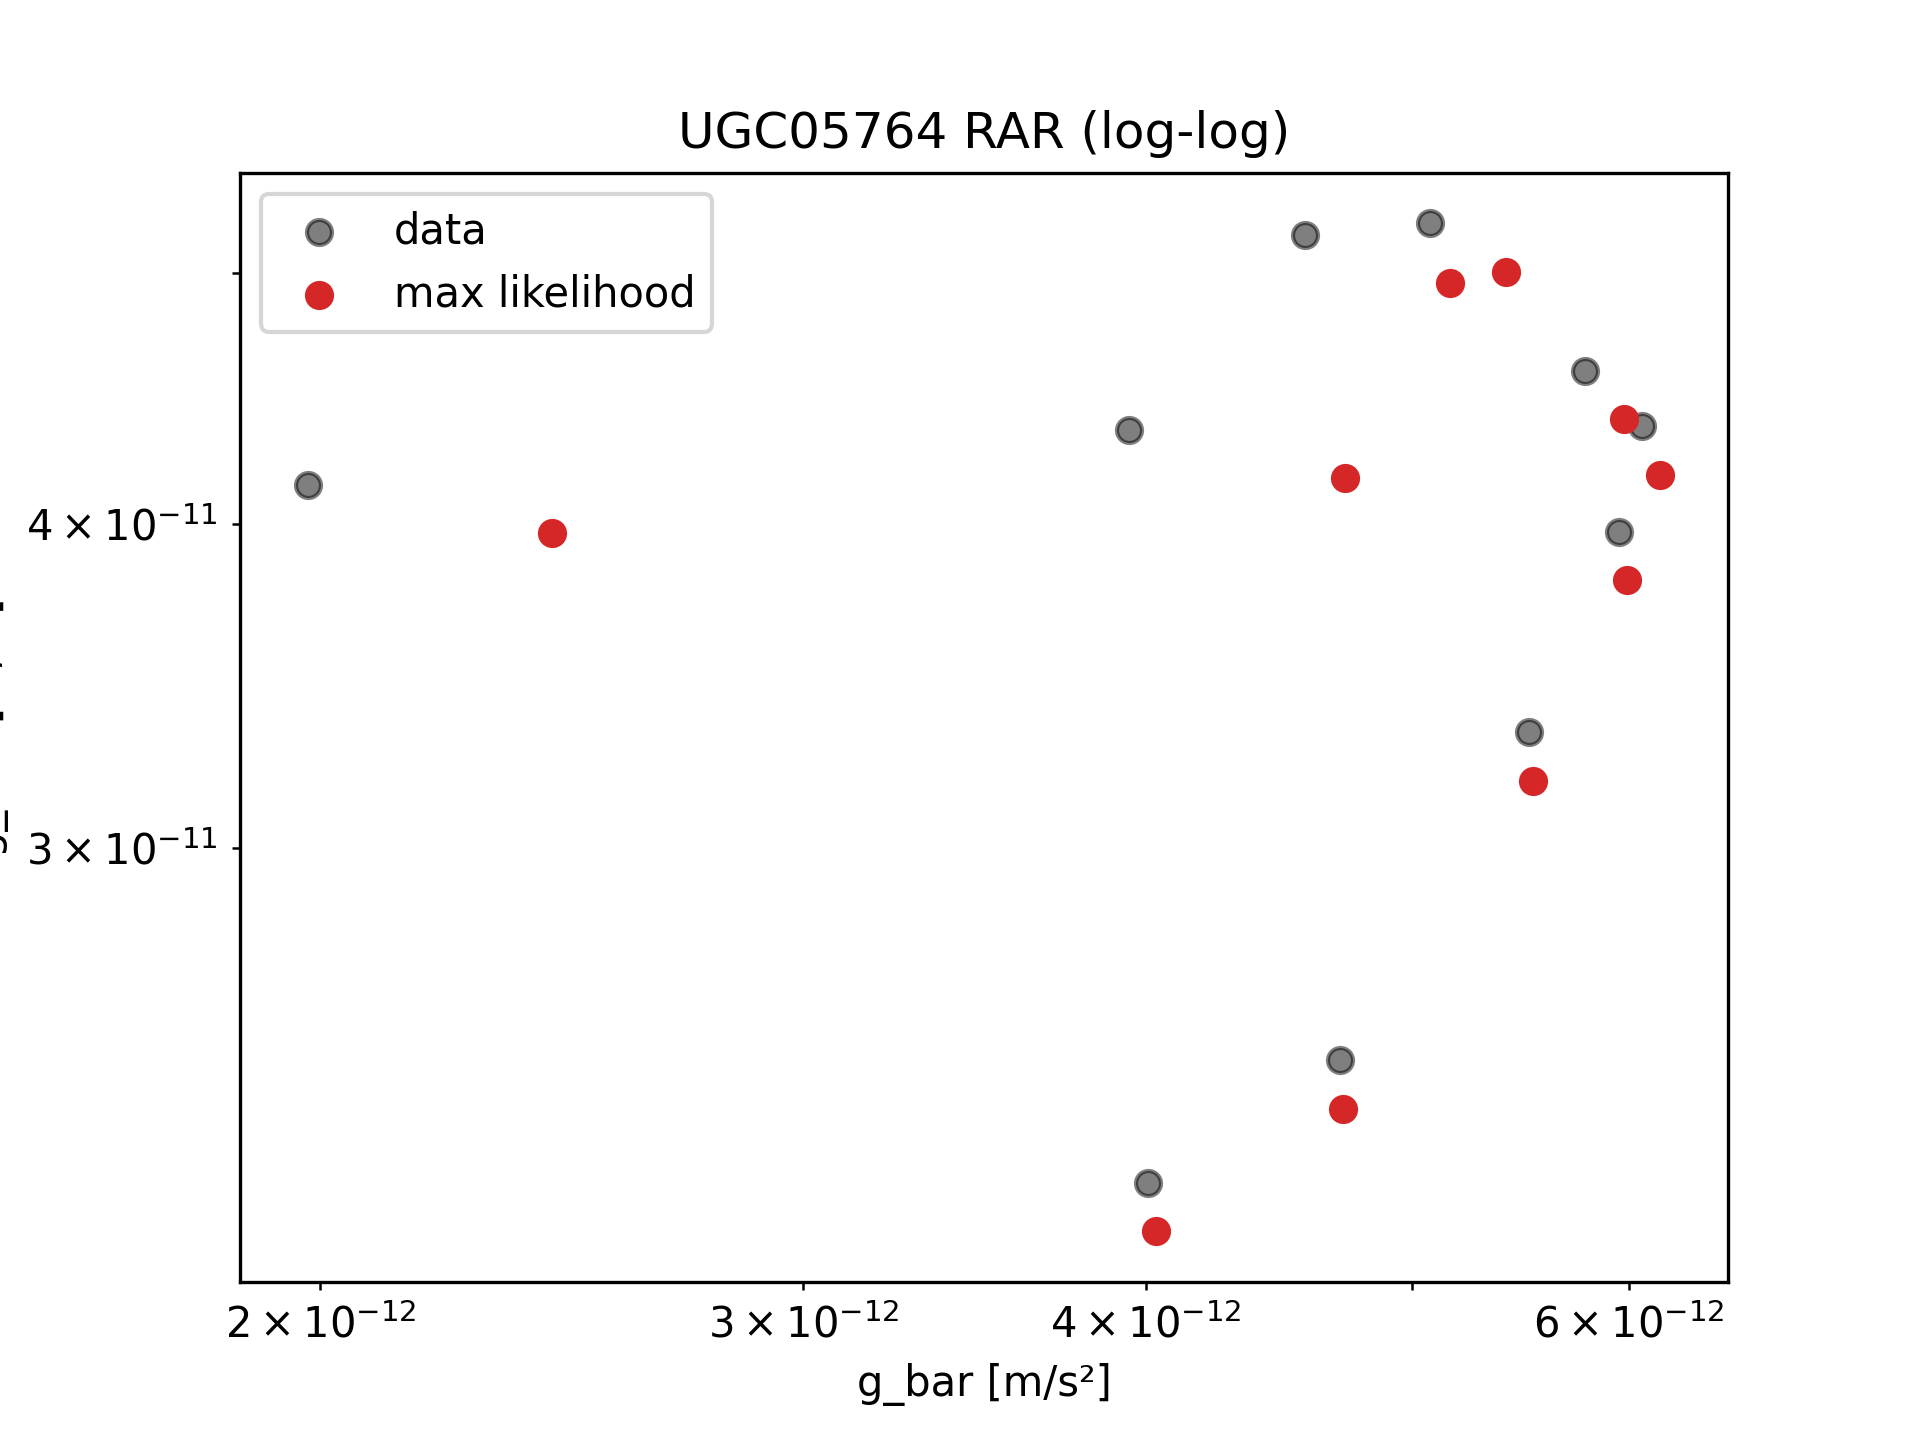 UGC05764 RAR (log-log)
data
max likelihood
4 × 10⁻¹¹
3 × 10⁻¹¹
2 × 10⁻¹² 3 × 10⁻¹² 4 × 10⁻¹² 6 × 10⁻¹²
g_bar [m/s²]